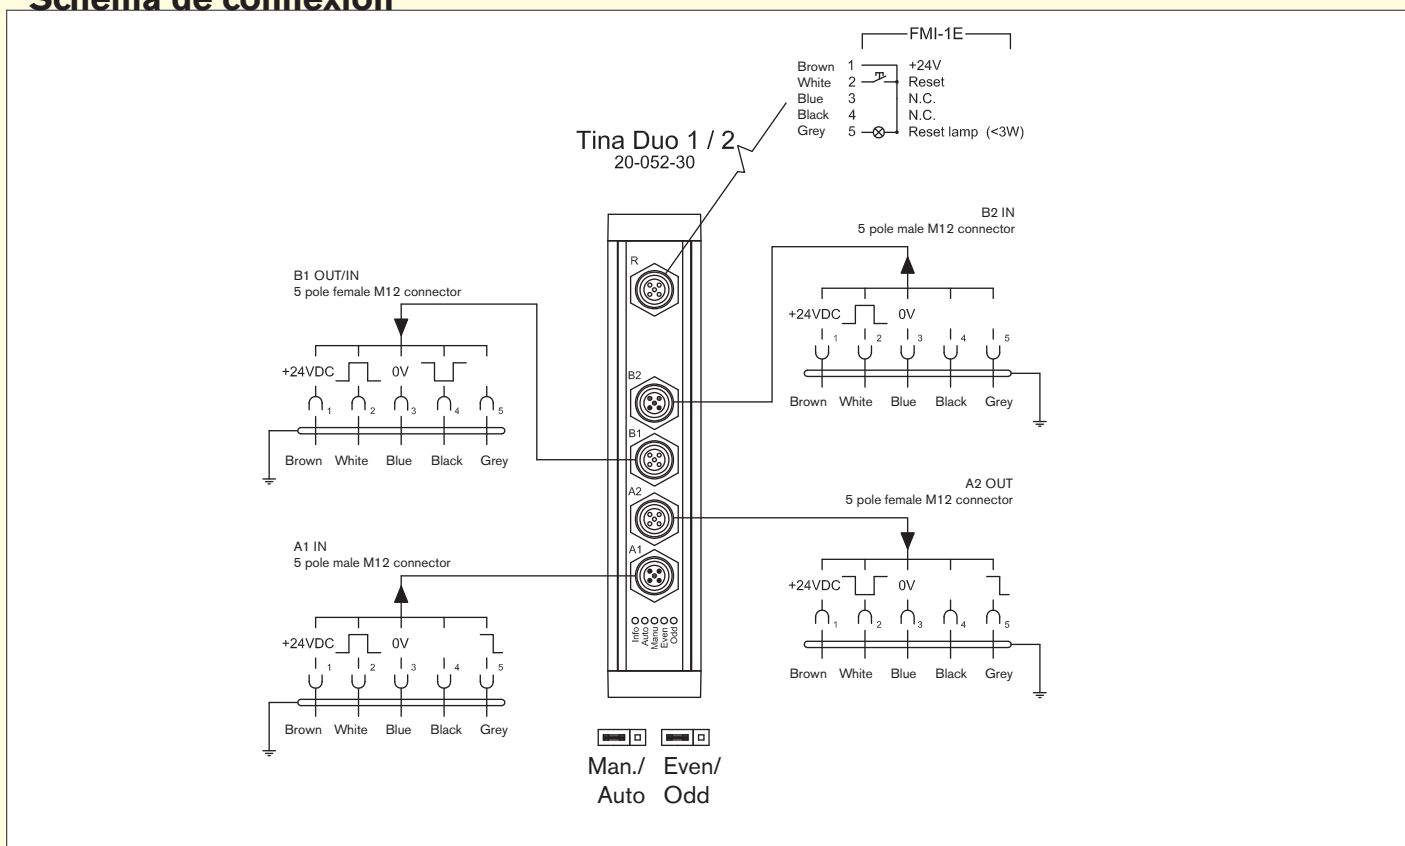 Schéma de connexion
FMI-1E
Brown 1 +24V
White 2 Reset
Blue 3 N.C.
Black 4 N.C.
Grey 5 Reset lamp (<3W)
Tina Duo 1 / 2
20-052-30
B2 IN
5 pole male M12 connector
+24VDC 0V
1 2 3 4 5
Brown White Blue Black Grey
B1 OUT/IN
5 pole female M12 connector
+24VDC 0V
1 2 3 4 5
Brown White Blue Black Grey
R
B2
B1
A2
A1
A2 OUT
5 pole female M12 connector
+24VDC 0V
1 2 3 4 5
Brown White Blue Black Grey
A1 IN
5 pole male M12 connector
+24VDC 0V
1 2 3 4 5
Brown White Blue Black Grey
Info
Auto
Manu
Even
Odd
Man./ Even/
Auto Odd